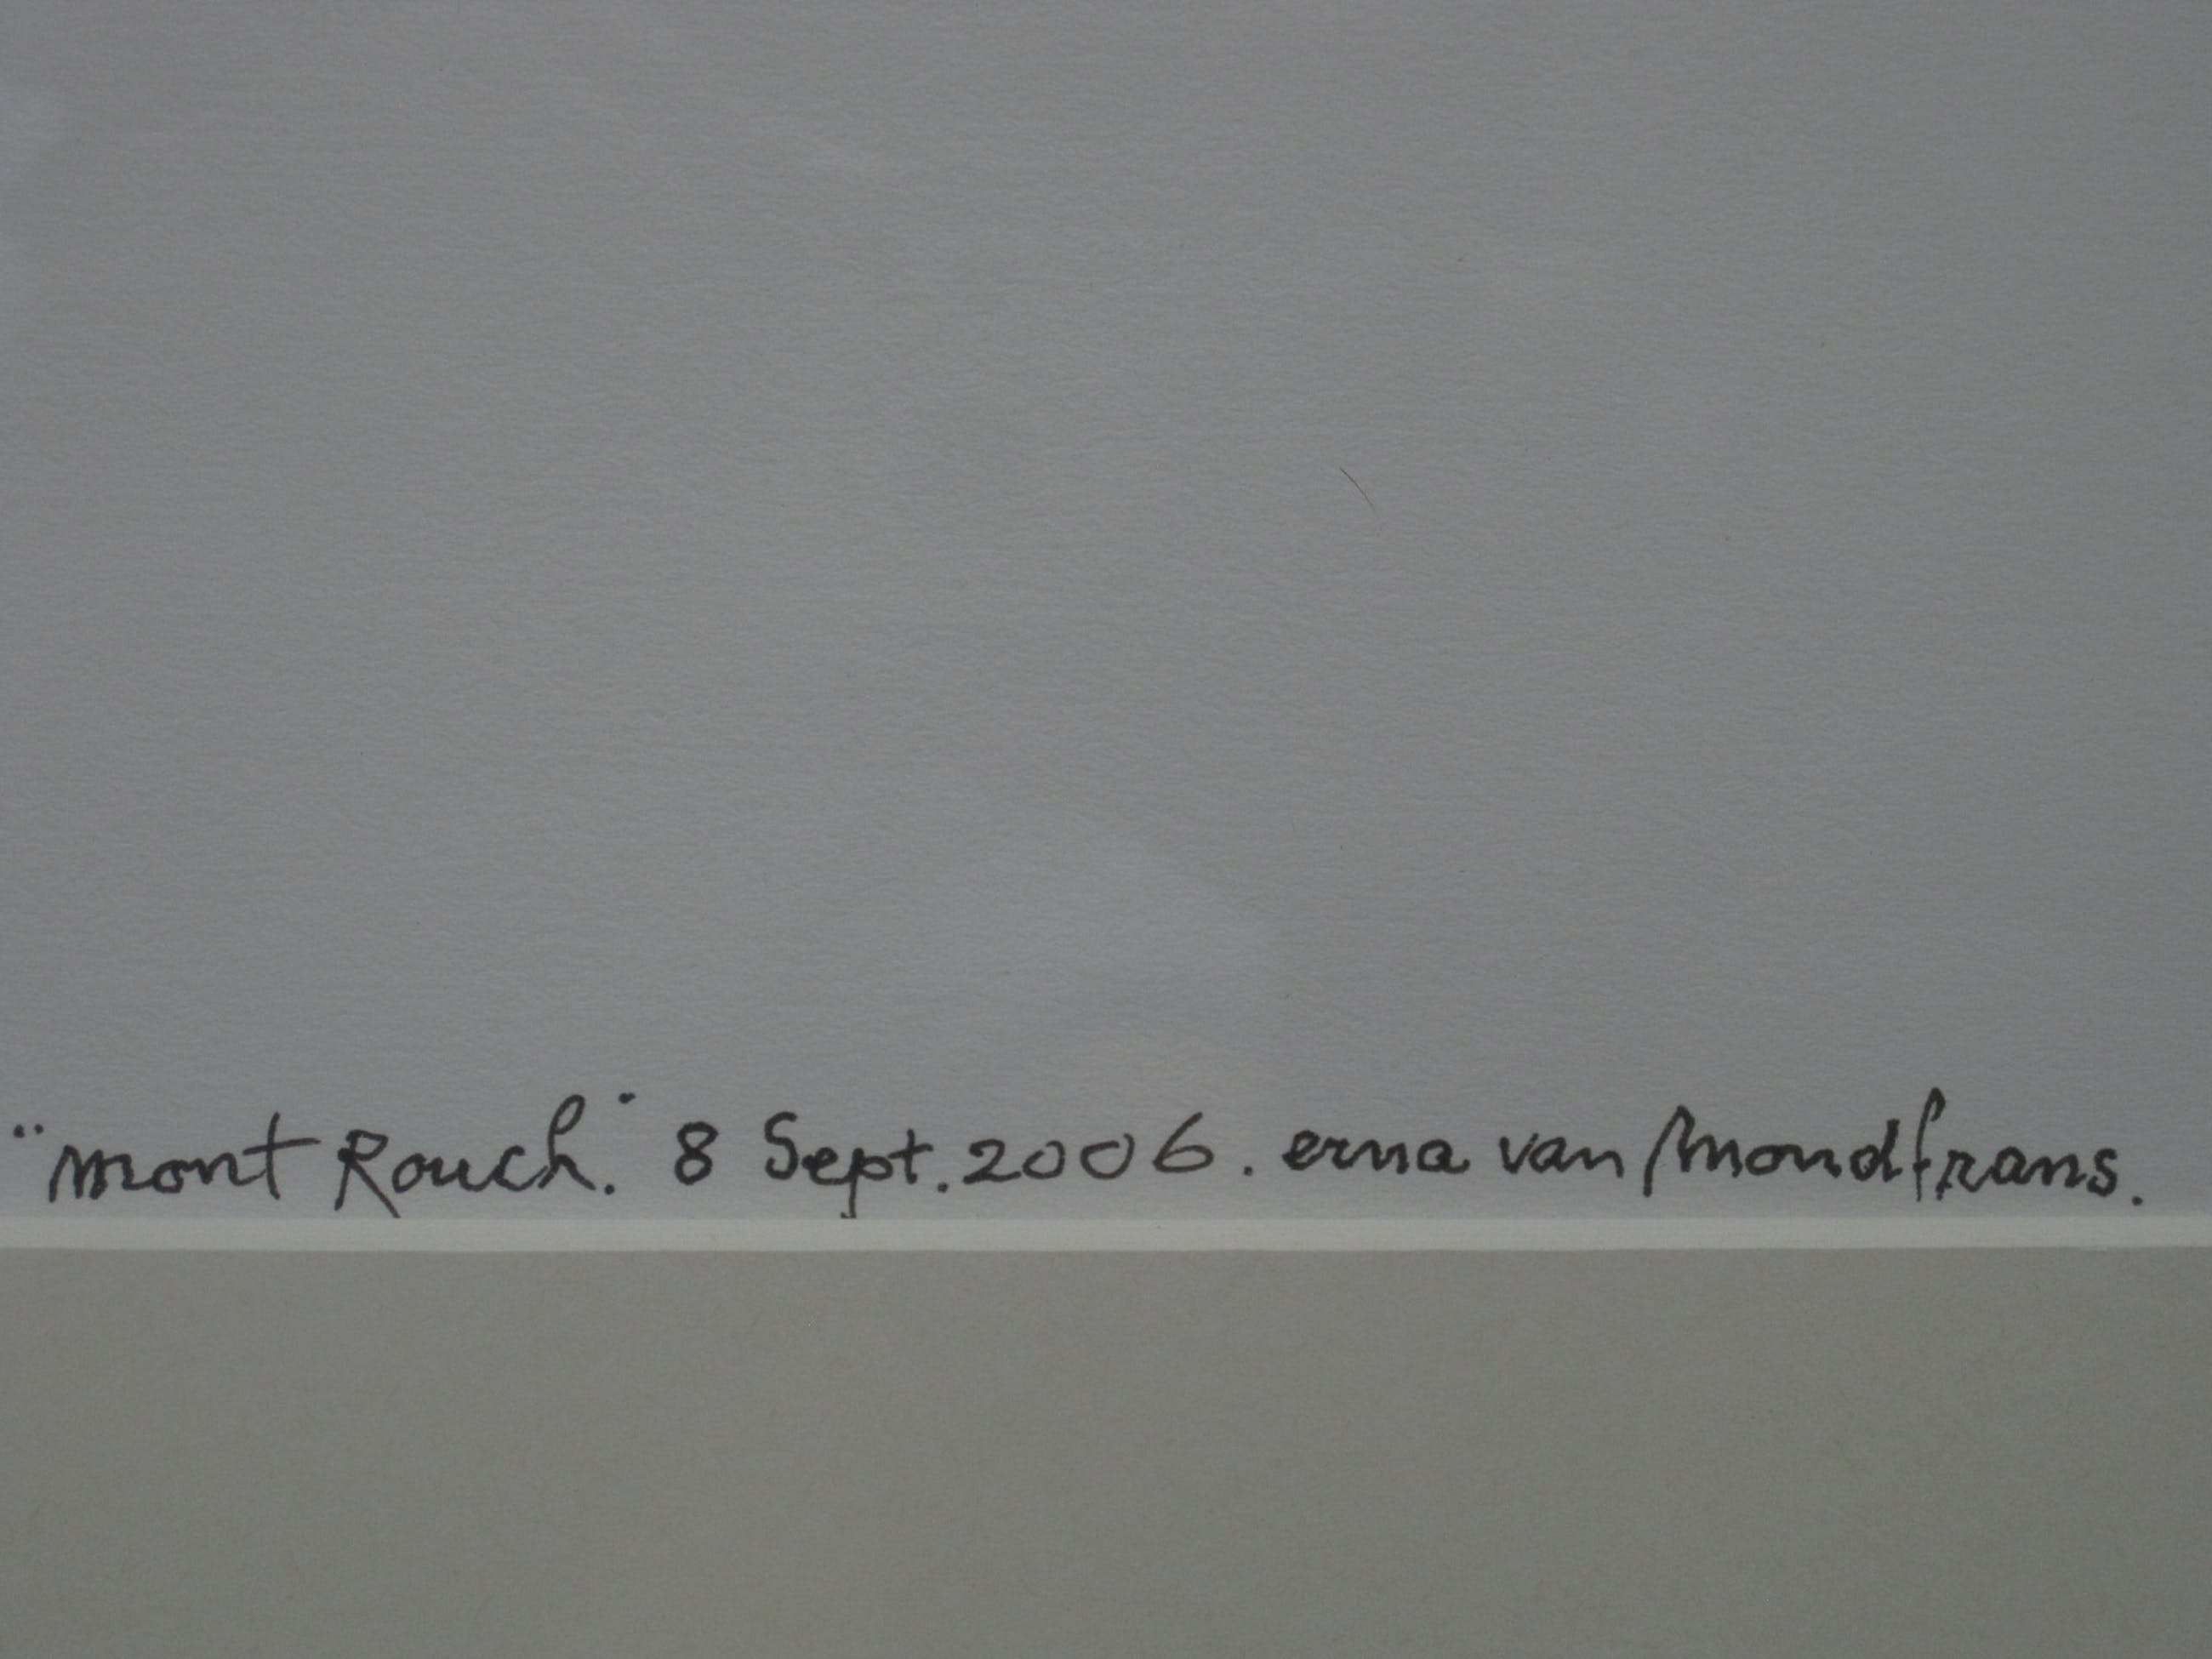 "Mont Rouch." 8 Sept. 2006. erna van Mondfrans.